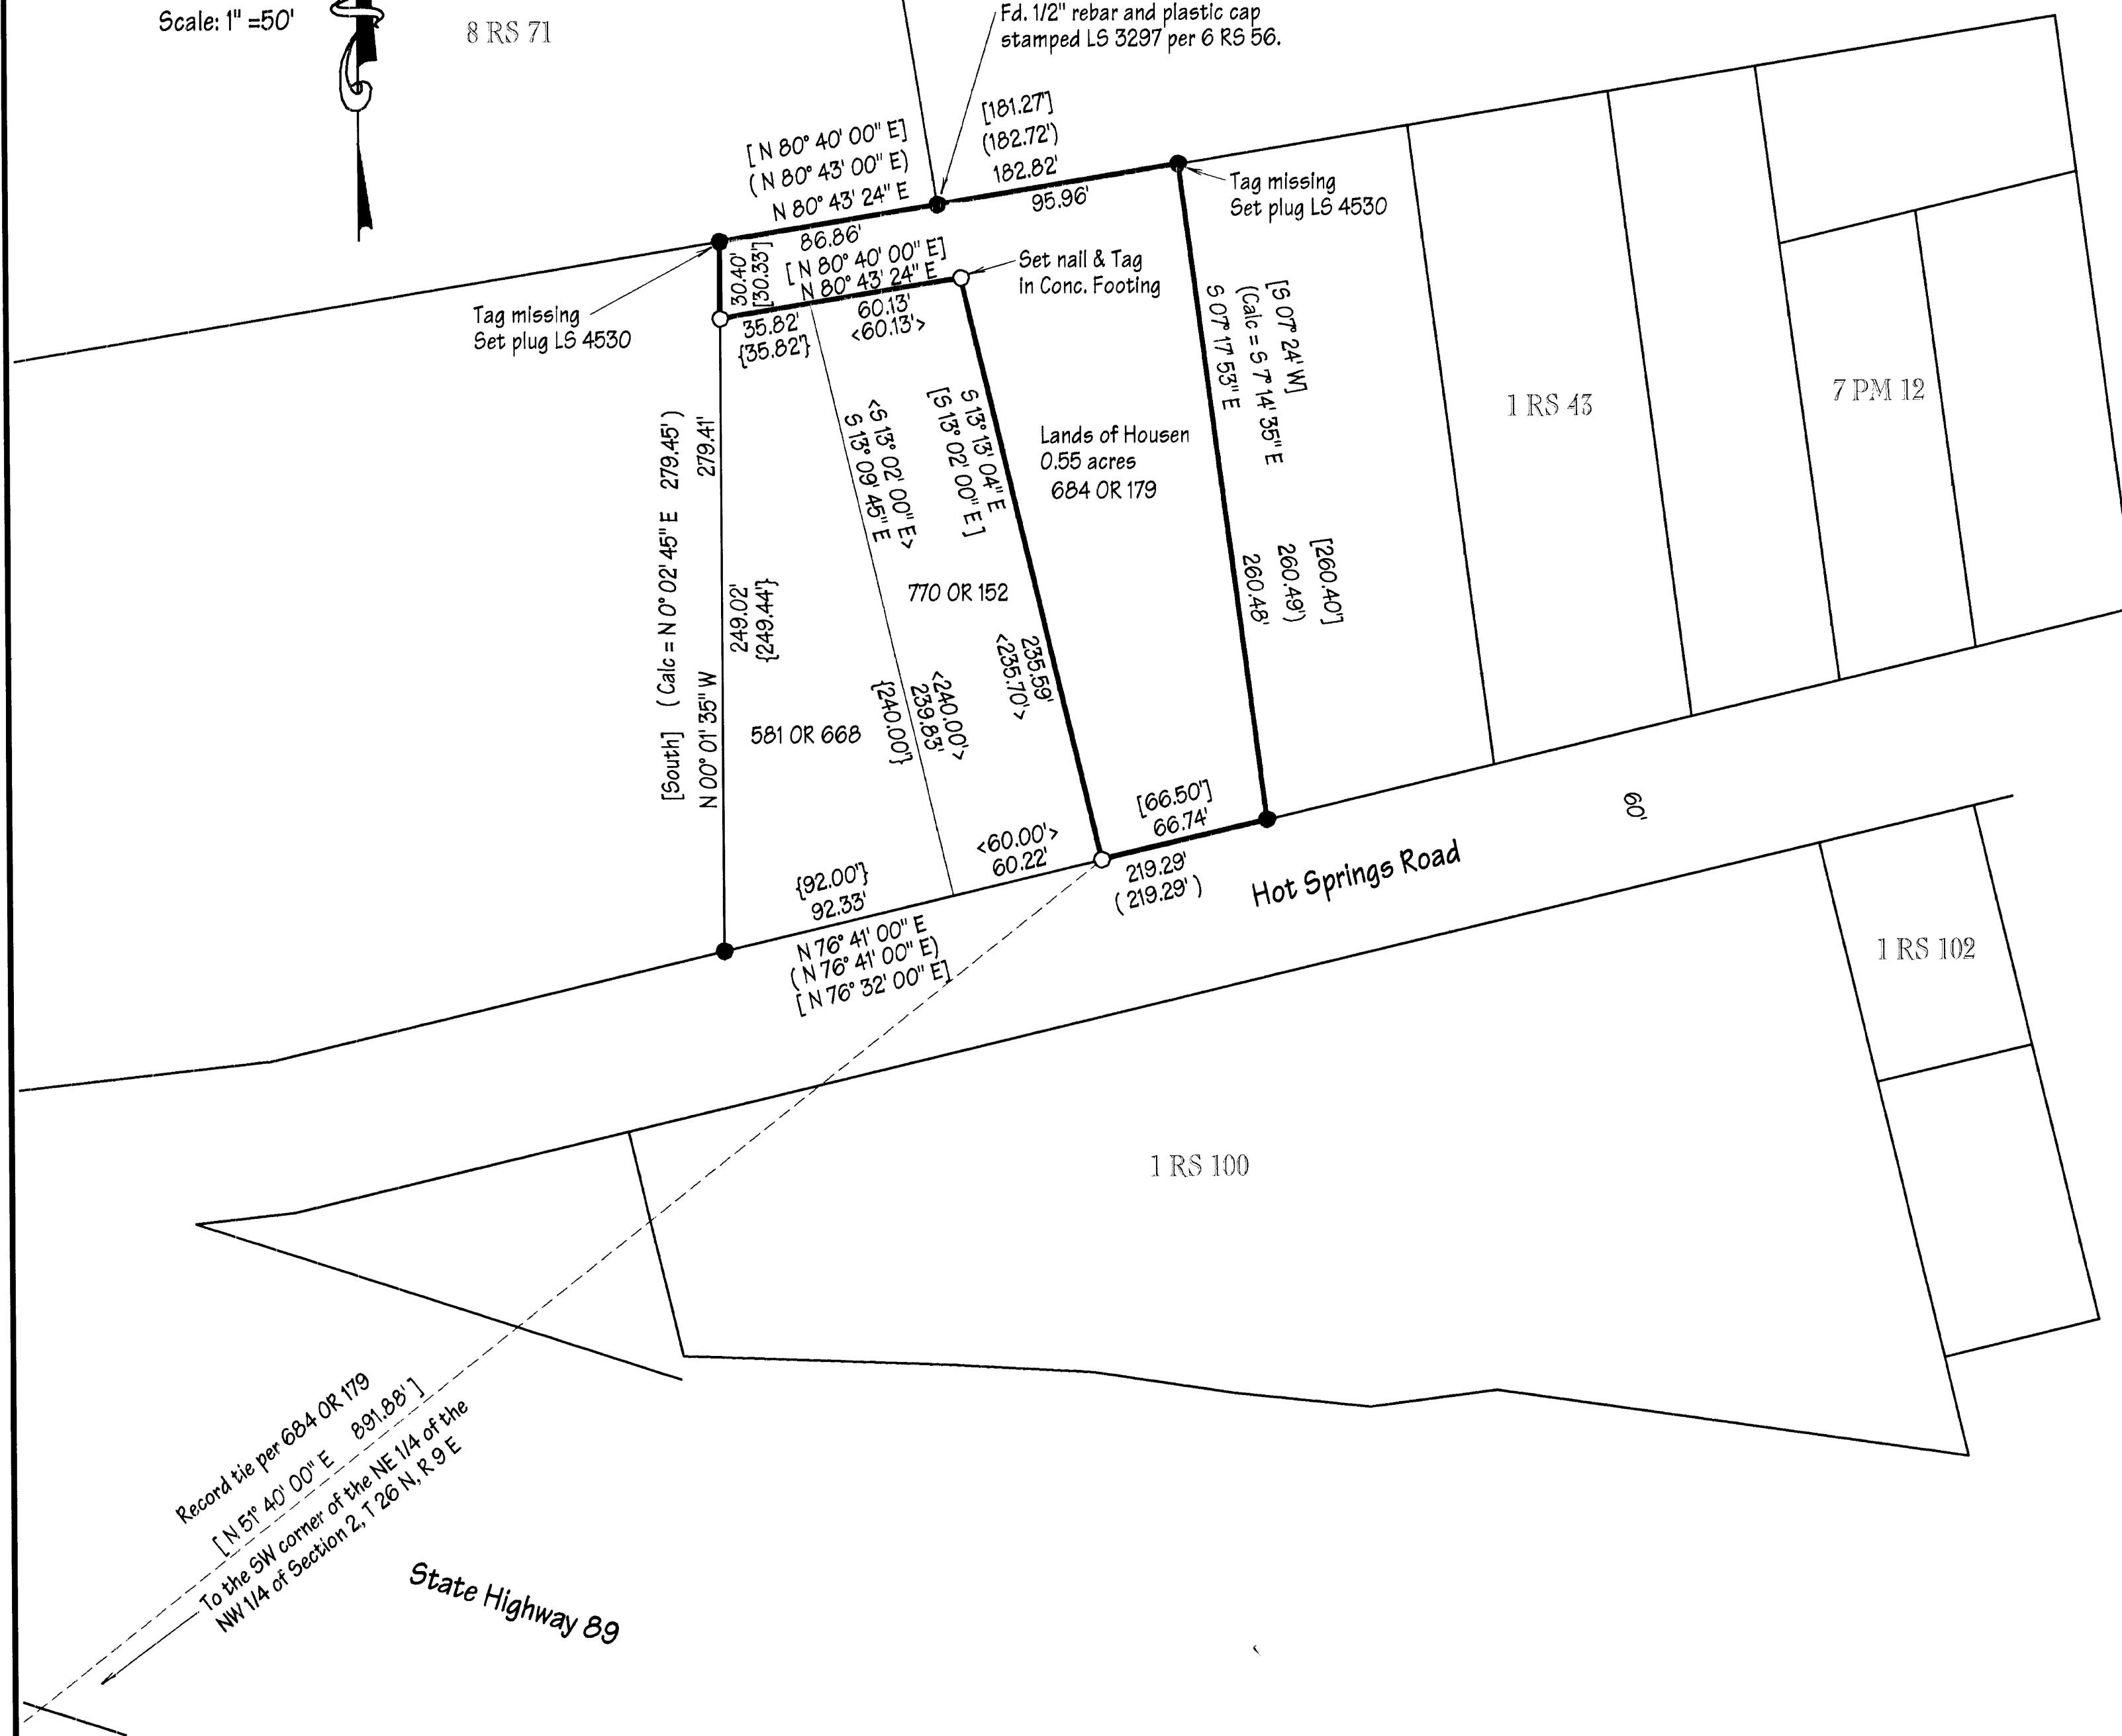 Scale: 1" =50'
8 RS 71
Fd. 1/2" rebar and plastic cap
stamped LS 3297 per 6 RS 56.
[181.27']
(182.72')
182.82'
95.96'
[ N 80° 40' 00" E]
( N 80° 43' 00" E)
N 80° 43' 24" E
86.86'
Tag missing
Set plug LS 4530
30.40'
[30.33']
[ N 80° 40' 00" E]
N 80° 43' 24" E
60.13'
<60.13'>
35.82'
{35.82'}
Set nail & Tag
in Conc. Footing
Tag missing
Set plug LS 4530
[S 07° 24' W]
(Calc = S 7° 14' 35" E
S 07° 17' 53" E
[260.40']
260.49')
260.48'
Lands of Housen
0.55 acres
684 OR 179
S 13° 13' 04" E
[S 13° 02' 00" E ]
<S 13° 02' 00" E>
S 13° 09' 45" E
235.59'
<235.70'>
770 OR 152
<240.00'>
239.83'
{240.00'}
[South] ( Calc = N 0° 02' 45" E 279.45' )
N 00° 01' 35" W 279.41'
249.02'
{249.44'}
581 OR 668
1 RS 43
7 PM 12
[66.50']
66.74'
<60.00'>
60.22'
{92.00'}
92.33'
219.29'
( 219.29' )
N 76° 41' 00" E
( N 76° 41' 00" E)
[ N 76° 32' 00" E]
Hot Springs Road
60'
1 RS 102
1 RS 100
Record tie per 684 OR 179
[ N 51° 40' 00" E 891.88' ]
To the SW corner of the NE 1/4 of the
NW 1/4 of Section 2, T 26 N, R 9 E
State Highway 89